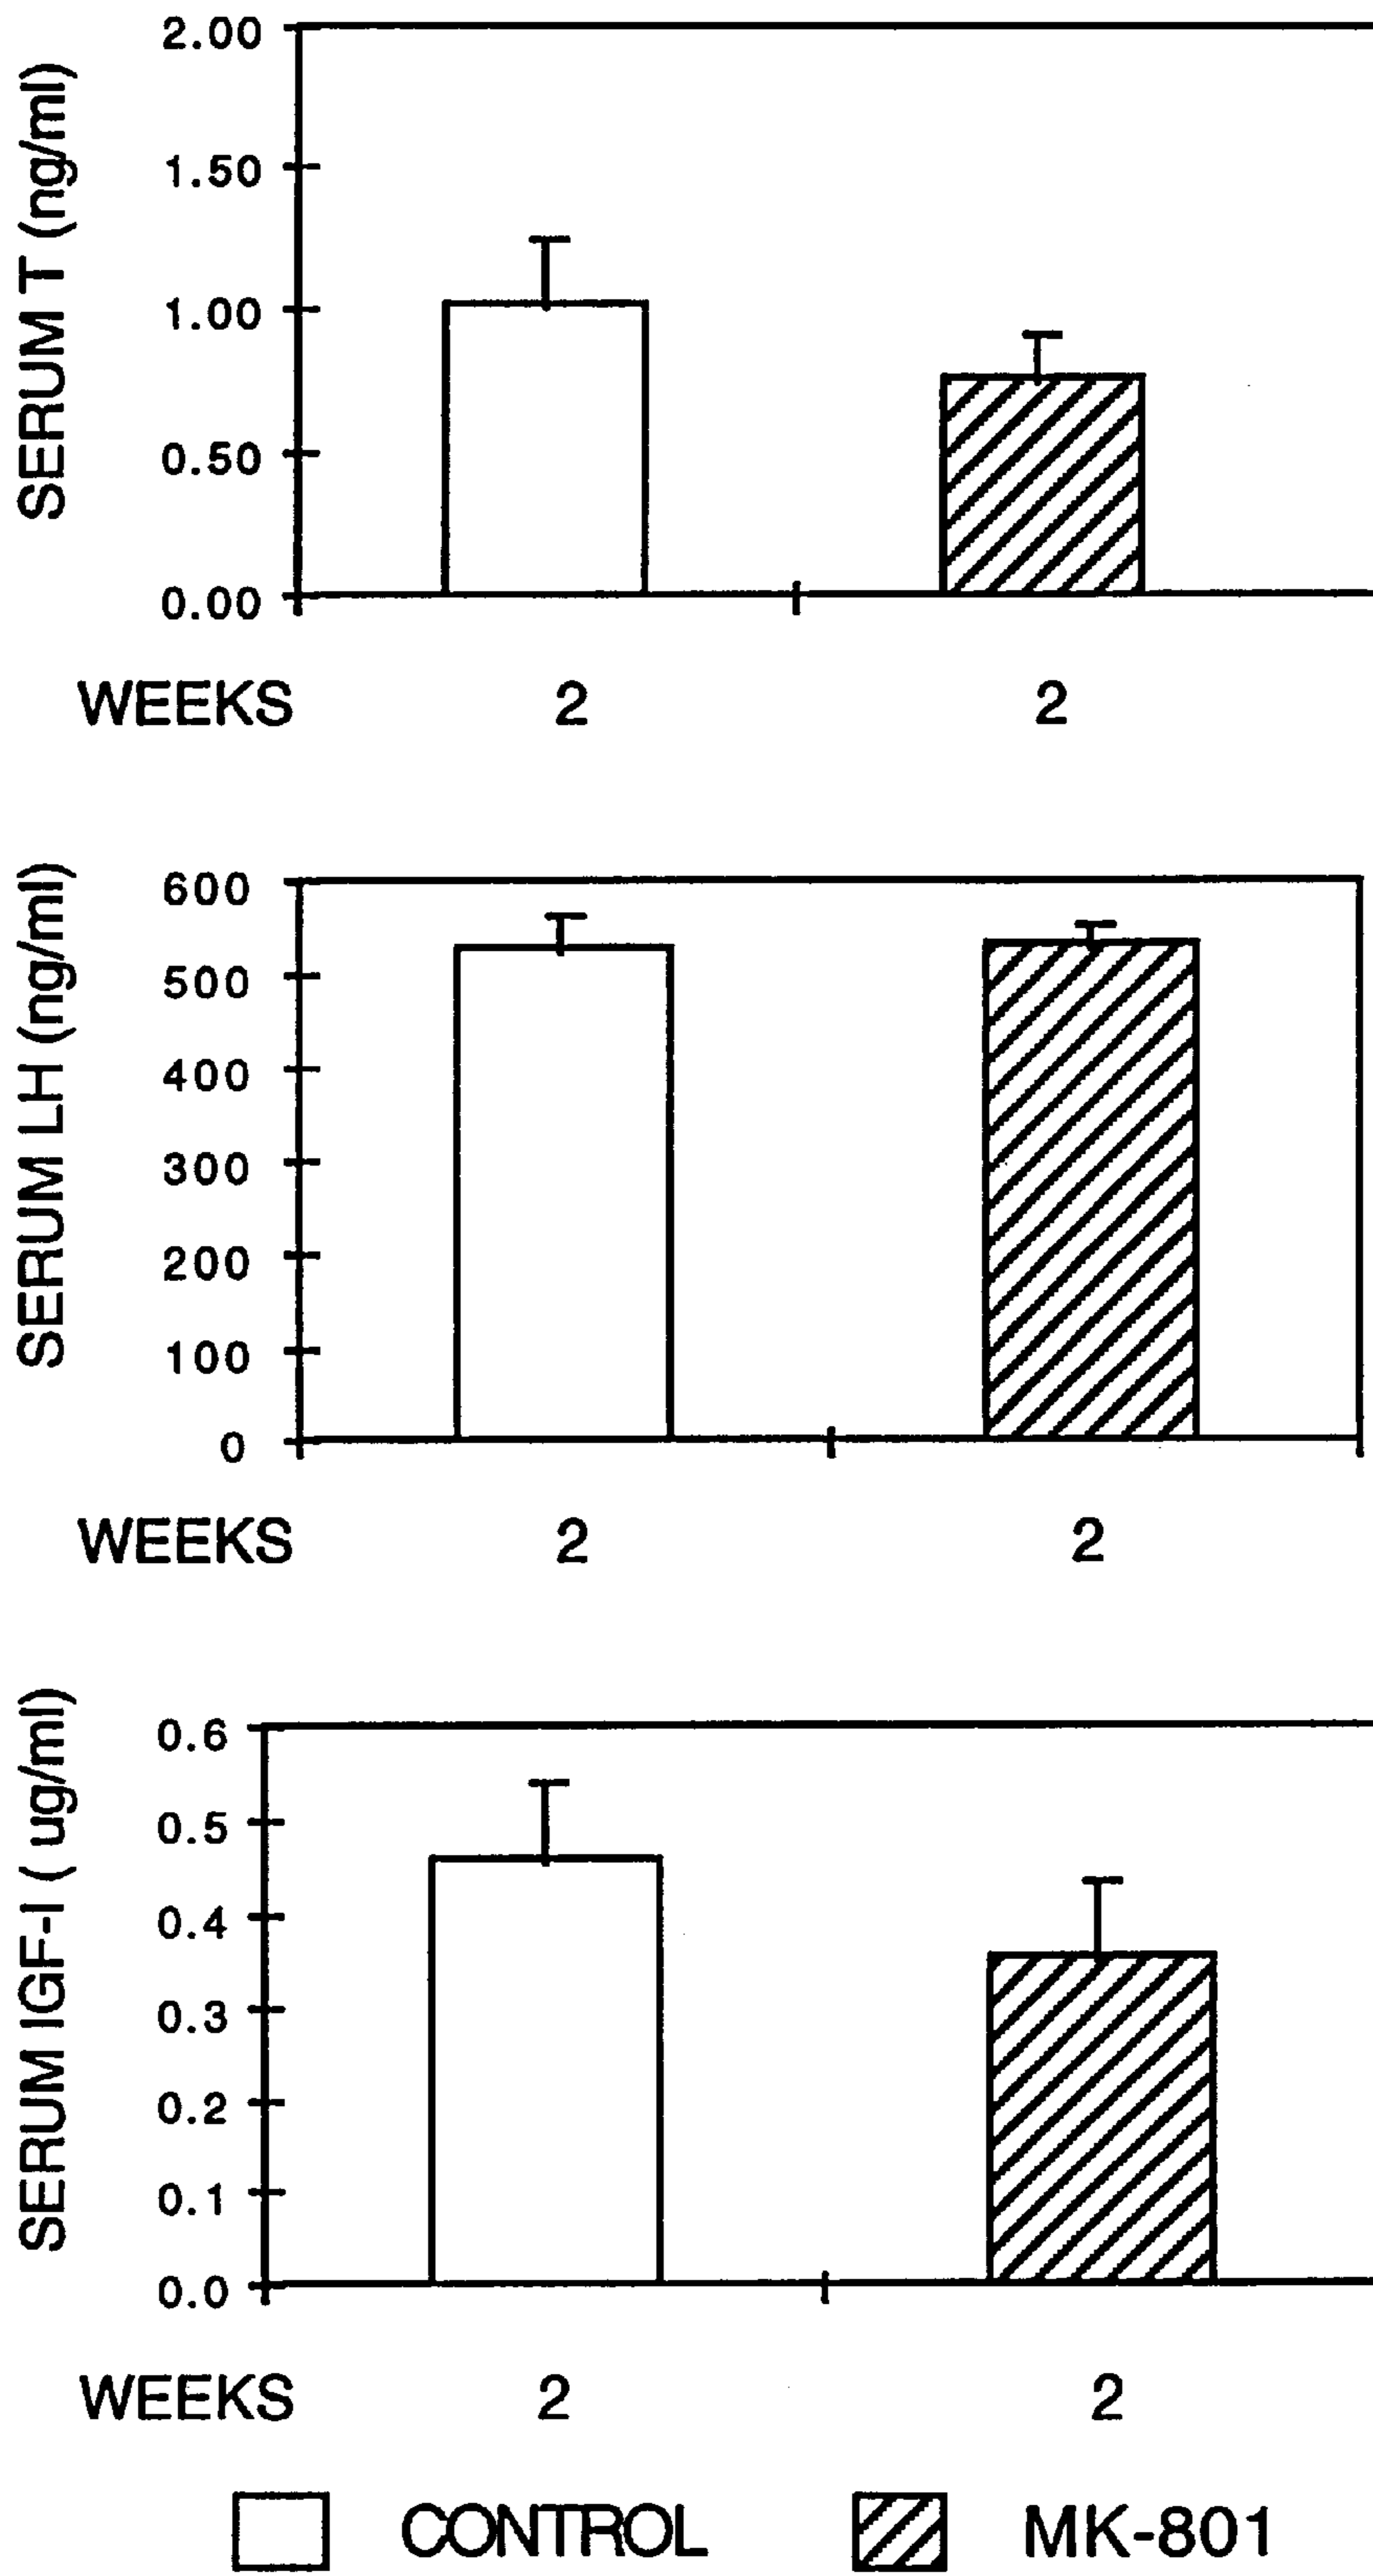 SERUM T (ng/ml)
2.00
1.50
1.00
0.50
0.00
WEEKS 2 2
SERUM LH (ng/ml)
600
500
400
300
200
100
0
WEEKS 2 2
SERUM IGF-I ( ug/ml)
0.6
0.5
0.4
0.3
0.2
0.1
0.0
WEEKS 2 2
CONTROL MK-801